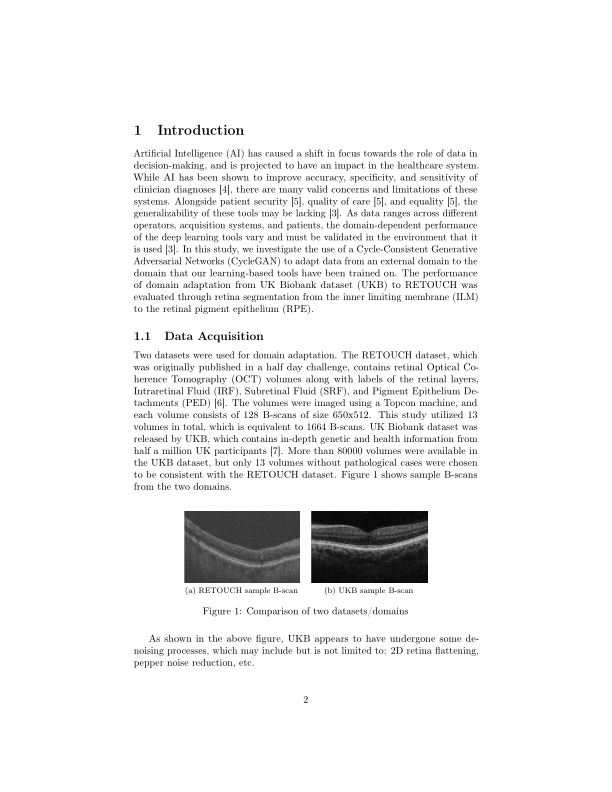 1 Introduction
Artificial Intelligence (AI) has caused a shift in focus towards the role of data in
decision-making, and is projected to have an impact in the healthcare system.
While AI has been shown to improve accuracy, specificity, and sensitivity of
clinician diagnoses [4], there are many valid concerns and limitations of these
systems. Alongside patient security [5], quality of care [5], and equality [5], the
generalizability of these tools may be lacking [3]. As data ranges across different
operators, acquisition systems, and patients, the domain-dependent performance
of the deep learning tools vary and must be validated in the environment that it
is used [3]. In this study, we investigate the use of a Cycle-Consistent Generative
Adversarial Networks (CycleGAN) to adapt data from an external domain to the
domain that our learning-based tools have been trained on. The performance
of domain adaptation from UK Biobank dataset (UKB) to RETOUCH was
evaluated through retina segmentation from the inner limiting membrane (ILM)
to the retinal pigment epithelium (RPE).
1.1 Data Acquisition
Two datasets were used for domain adaptation. The RETOUCH dataset, which
was originally published in a half day challenge, contains retinal Optical Co-
herence Tomography (OCT) volumes along with labels of the retinal layers,
Intraretinal Fluid (IRF), Subretinal Fluid (SRF), and Pigment Epithelium De-
tachments (PED) [6]. The volumes were imaged using a Topcon machine, and
each volume consists of 128 B-scans of size 650x512. This study utilized 13
volumes in total, which is equivalent to 1664 B-scans. UK Biobank dataset was
released by UKB, which contains in-depth genetic and health information from
half a million UK participants [7]. More than 80000 volumes were available in
the UKB dataset, but only 13 volumes without pathological cases were chosen
to be consistent with the RETOUCH dataset. Figure 1 shows sample B-scans
from the two domains.
(a) RETOUCH sample B-scan
(b) UKB sample B-scan
Figure 1: Comparison of two datasets/domains
As shown in the above figure, UKB appears to have undergone some de-
noising processes, which may include but is not limited to: 2D retina flattening,
pepper noise reduction, etc.
2